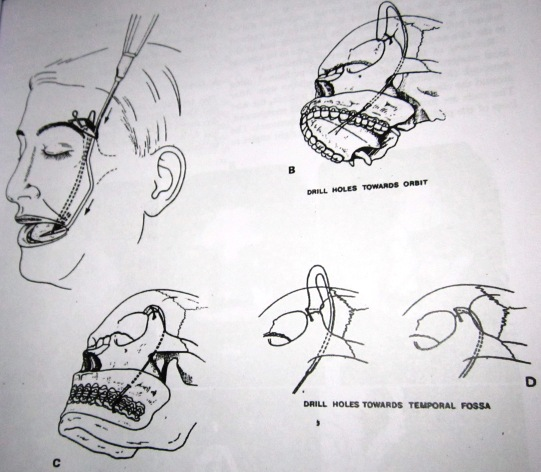 B
DRILL HOLES TOWARDS ORBIT
DRILL HOLES TOWARDS TEMPORAL FOSSA
D
C